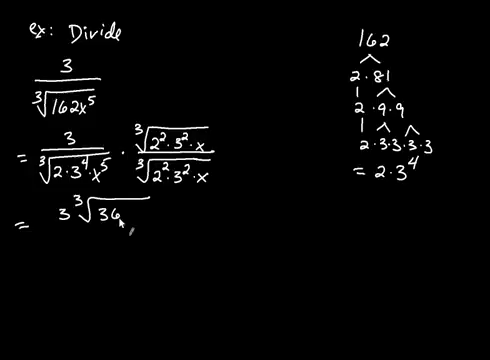 ex: Divide
3/∛(162x⁵)
= 3/∛(2·3⁴·x⁵) · ∛(2²·3²·x)/∛(2²·3²·x)
= 3∛36
162
2·81
2·9·9
2·3·3·3·3
= 2·3⁴